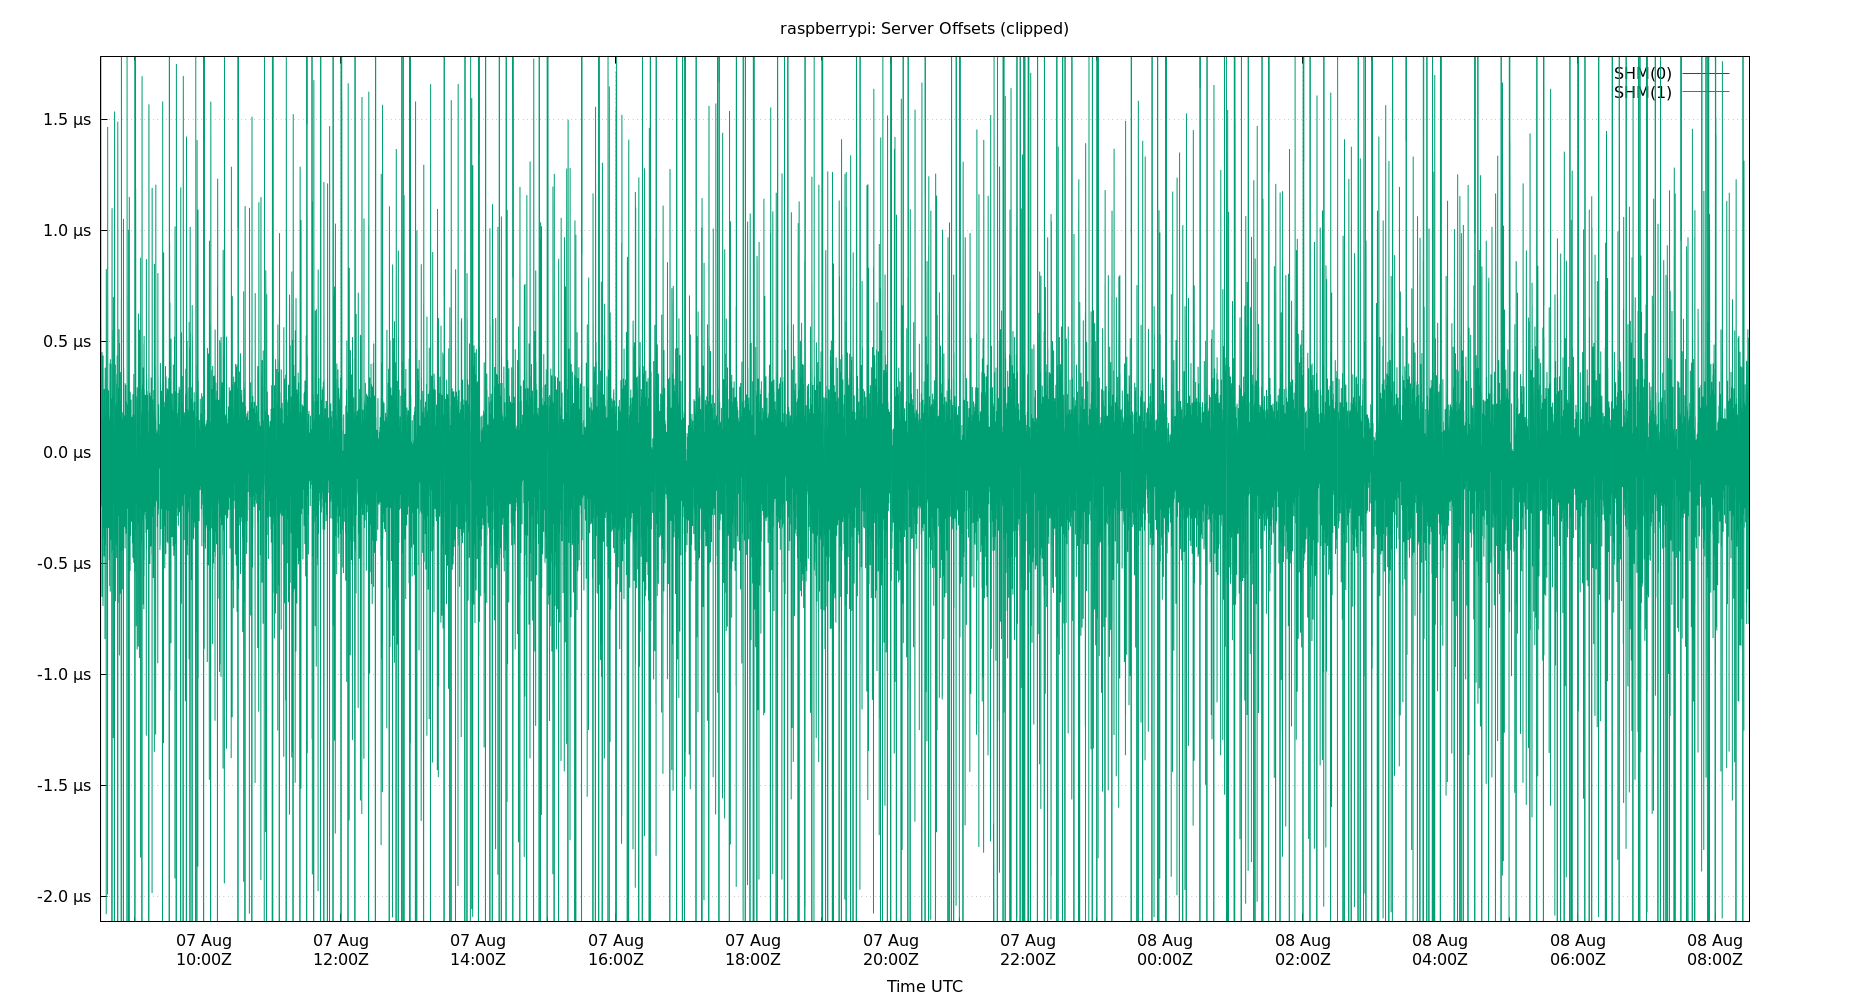 raspberrypi: Server Offsets (clipped)
SHM(0)
SHM(1)
1.5 µs
1.0 µs
0.5 µs
0.0 µs
-0.5 µs
-1.0 µs
-1.5 µs
-2.0 µs
07 Aug 07 Aug 07 Aug 07 Aug 07 Aug 07 Aug 07 Aug 08 Aug 08 Aug 08 Aug 08 Aug 08 Aug
10:00Z 12:00Z 14:00Z 16:00Z 18:00Z 20:00Z 22:00Z 00:00Z 02:00Z 04:00Z 06:00Z 08:00Z
Time UTC